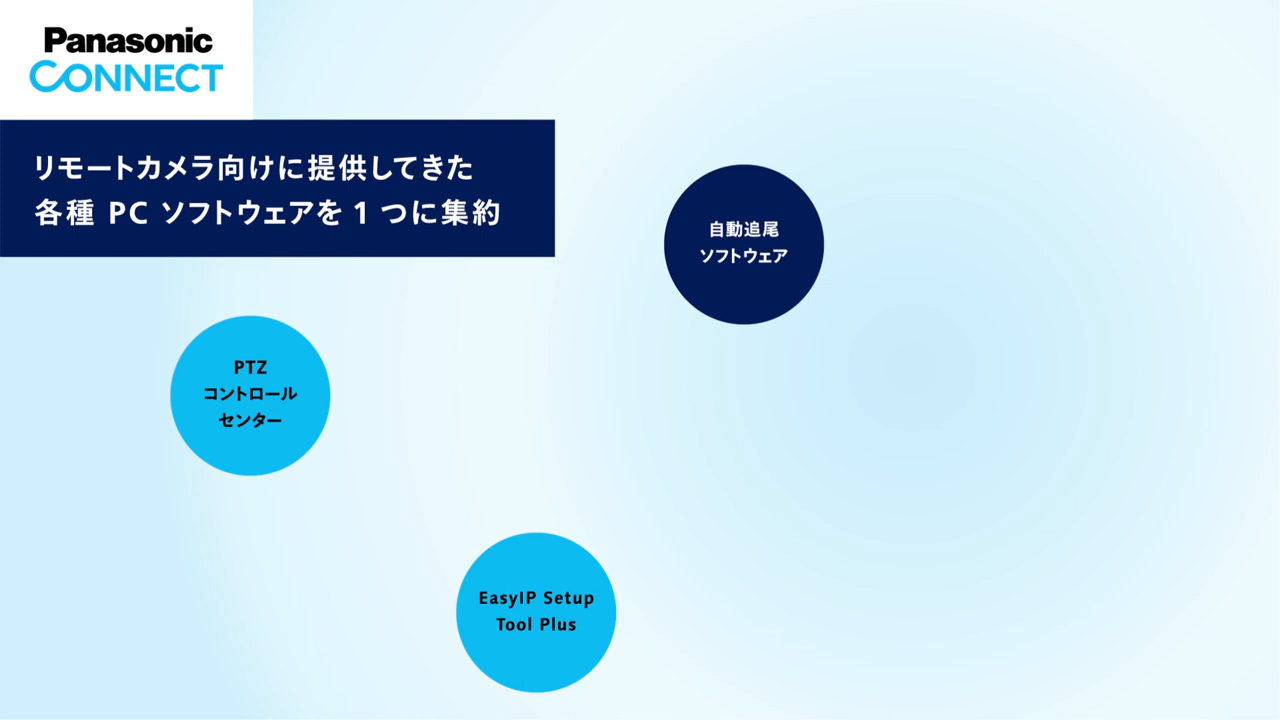 Panasonic
CONNECT
リモートカメラ向けに提供してきた
各種 PC ソフトウェアを 1 つに集約
自動追尾
ソフトウェア
PTZ
コントロール
センター
EasyIP Setup
Tool Plus